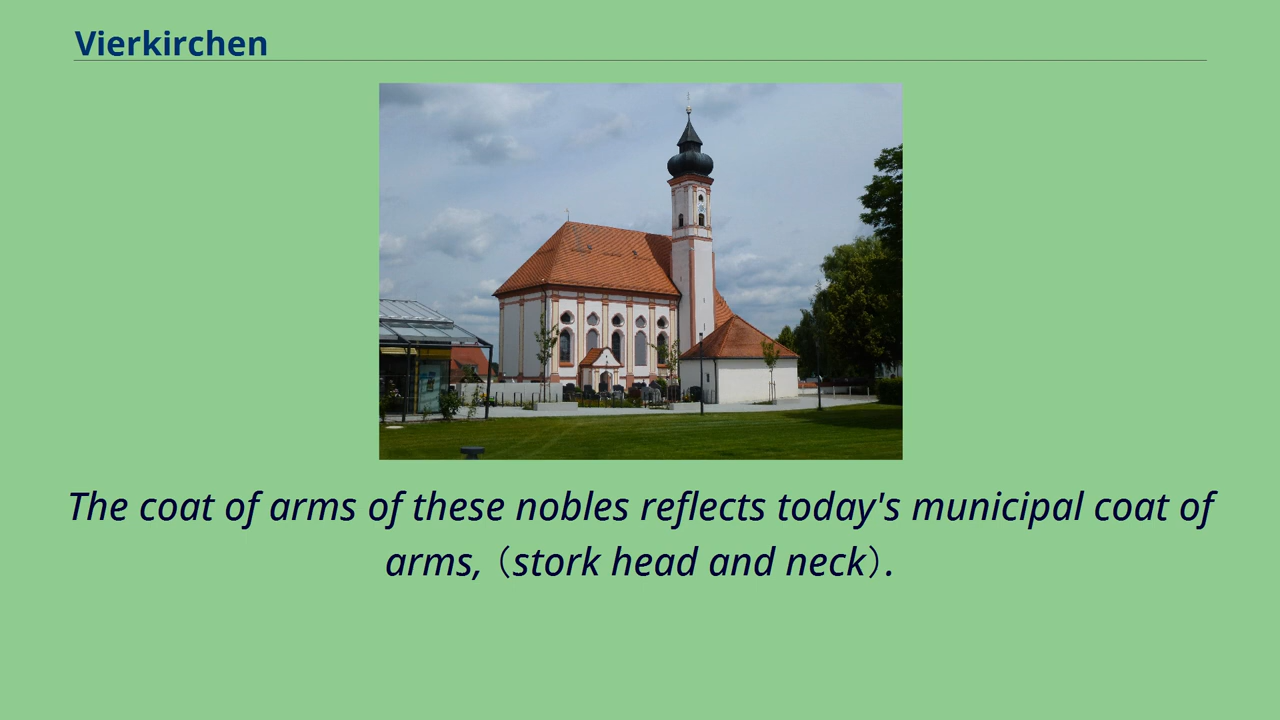 Vierkirchen
The coat of arms of these nobles reflects today's municipal coat of
arms,（stork head and neck）.